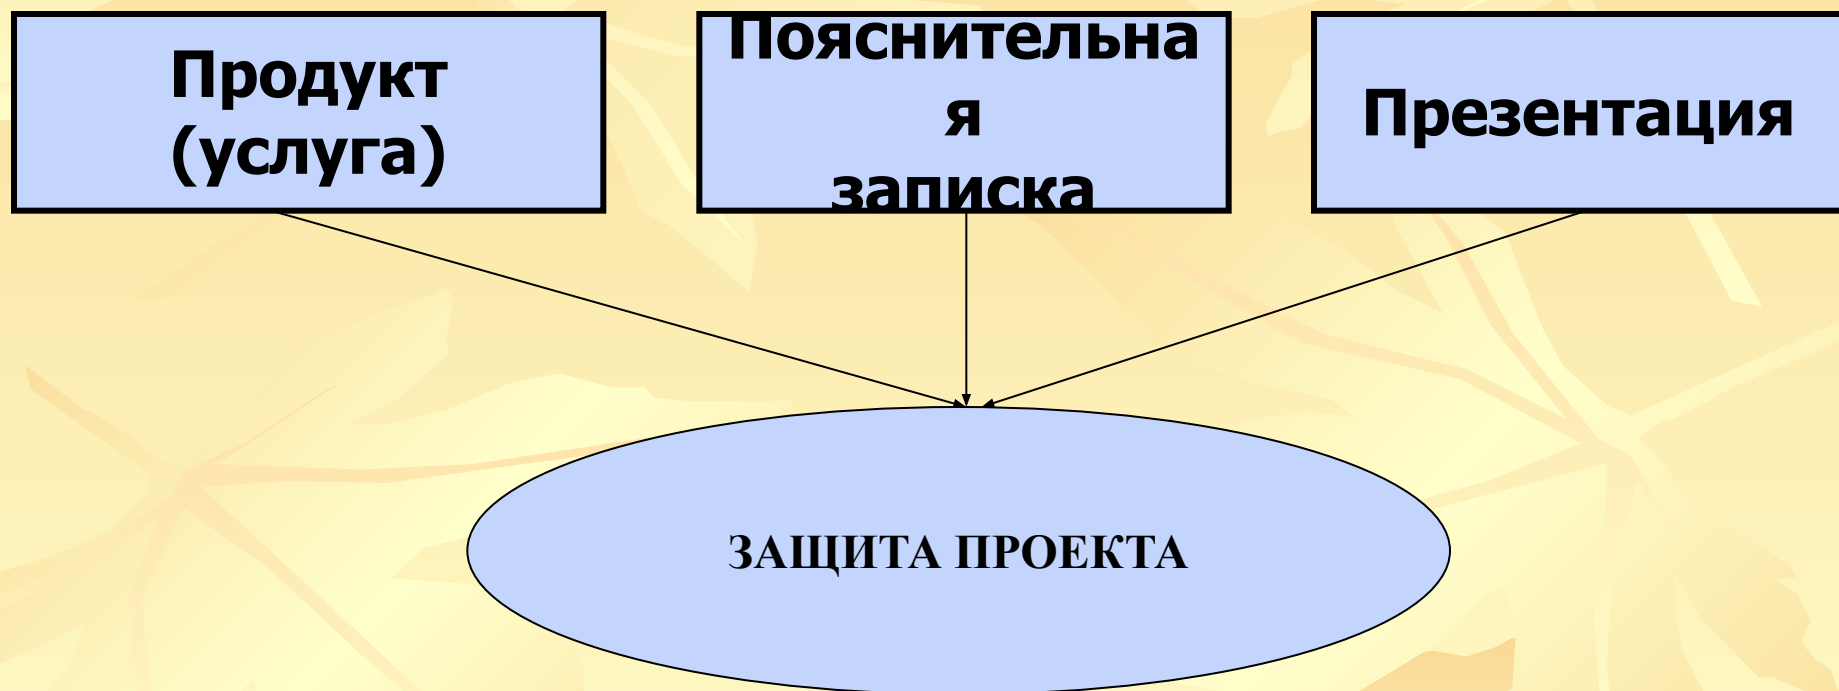 Продукт
(услуга)
Пояснительна
я
записка
Презентация
ЗАЩИТА ПРОЕКТА